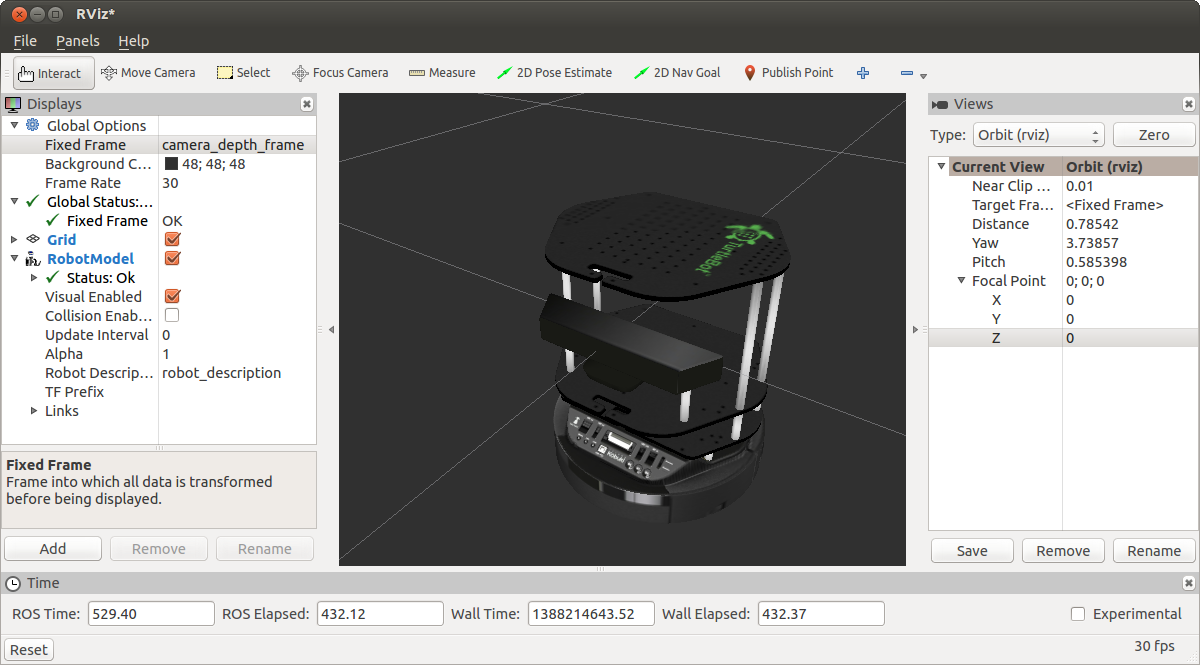 RViz*
File Panels Help
Interact Move Camera Select Focus Camera Measure 2D Pose Estimate 2D Nav Goal Publish Point
Displays
Global Options
Fixed Frame camera_depth_frame
Background C... 48; 48; 48
Frame Rate 30
Global Status:...
Fixed Frame OK
Grid
RobotModel
Status: Ok
Visual Enabled
Collision Enab...
Update Interval 0
Alpha 1
Robot Descrip... robot_description
TF Prefix
Links
Fixed Frame
Frame into which all data is transformed
before being displayed.
Add Remove Rename
TurtleBot
Kobuki
Views
Type: Orbit (rviz) Zero
Current View Orbit (rviz)
Near Clip ... 0.01
Target Fra... <Fixed Frame>
Distance 0.78542
Yaw 3.73857
Pitch 0.585398
Focal Point 0; 0; 0
X 0
Y 0
Z 0
Save Remove Rename
Time
ROS Time: 529.40 ROS Elapsed: 432.12 Wall Time: 1388214643.52 Wall Elapsed: 432.37 Experimental
Reset 30 fps